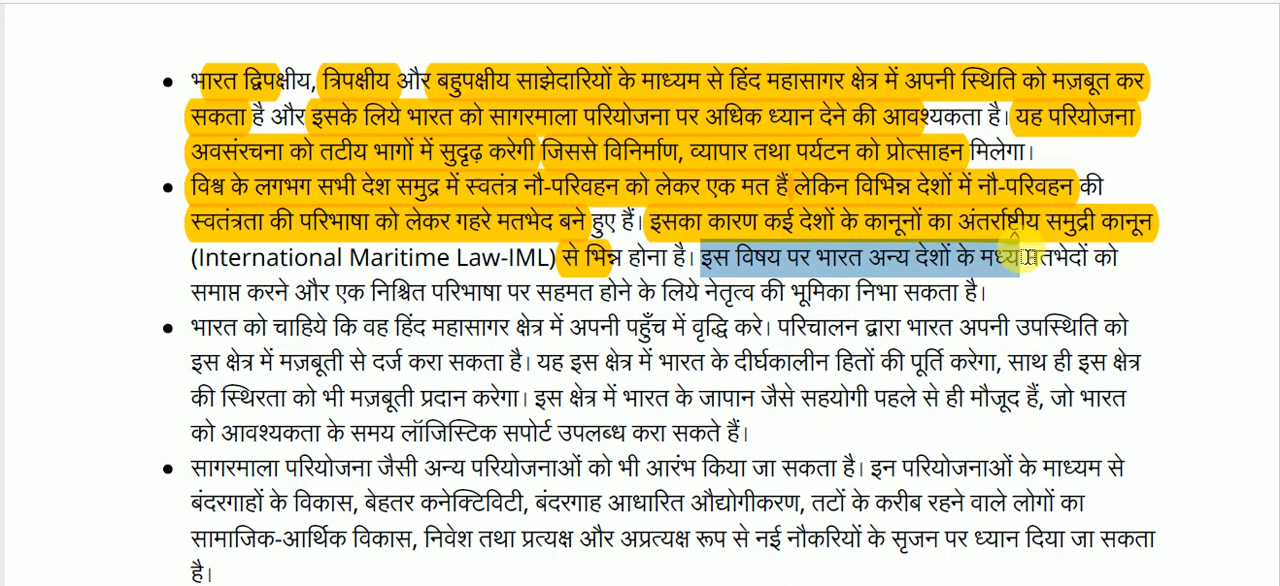 भारत द्विपक्षीय, त्रिपक्षीय और बहुपक्षीय साझेदारियों के माध्यम से हिंद महासागर क्षेत्र में अपनी स्थिति को मज़बूत कर
सकता है और इसके लिये भारत को सागरमाला परियोजना पर अधिक ध्यान देने की आवश्यकता है। यह परियोजना
अवसंरचना को तटीय भागों में सुदृढ़ करेगी जिससे विनिर्माण, व्यापार तथा पर्यटन को प्रोत्साहन मिलेगा।
विश्व के लगभग सभी देश समुद्र में स्वतंत्र नौ-परिवहन को लेकर एक मत हैं लेकिन विभिन्न देशों में नौ-परिवहन की
स्वतंत्रता की परिभाषा को लेकर गहरे मतभेद बने हुए हैं। इसका कारण कई देशों के कानूनों का अंतर्राष्ट्रीय समुद्री कानून
(International Maritime Law-IML) से भिन्न होना है। इस विषय पर भारत अन्य देशों के मध्य मतभेदों को
समाप्त करने और एक निश्चित परिभाषा पर सहमत होने के लिये नेतृत्व की भूमिका निभा सकता है।
भारत को चाहिये कि वह हिंद महासागर क्षेत्र में अपनी पहुँच में वृद्धि करे। परिचालन द्वारा भारत अपनी उपस्थिति को
इस क्षेत्र में मज़बूती से दर्ज करा सकता है। यह इस क्षेत्र में भारत के दीर्घकालीन हितों की पूर्ति करेगा, साथ ही इस क्षेत्र
की स्थिरता को भी मज़बूती प्रदान करेगा। इस क्षेत्र में भारत के जापान जैसे सहयोगी पहले से ही मौजूद हैं, जो भारत
को आवश्यकता के समय लॉजिस्टिक सपोर्ट उपलब्ध करा सकते हैं।
सागरमाला परियोजना जैसी अन्य परियोजनाओं को भी आरंभ किया जा सकता है। इन परियोजनाओं के माध्यम से
बंदरगाहों के विकास, बेहतर कनेक्टिविटी, बंदरगाह आधारित औद्योगीकरण, तटों के करीब रहने वाले लोगों का
सामाजिक-आर्थिक विकास, निवेश तथा प्रत्यक्ष और अप्रत्यक्ष रूप से नई नौकरियों के सृजन पर ध्यान दिया जा सकता
है।